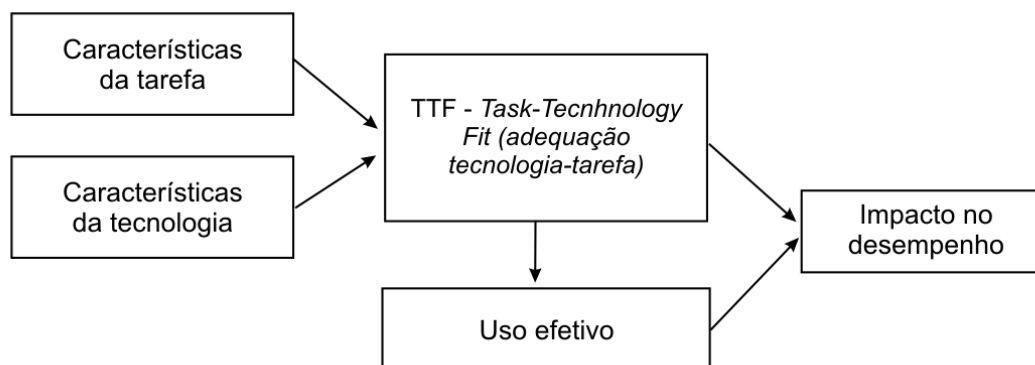 Características
da tarefa
TTF - Task-Tecnhnology
Fit (adequação
tecnologia-tarefa)
Características
da tecnologia
Impacto no
desempenho
Uso efetivo